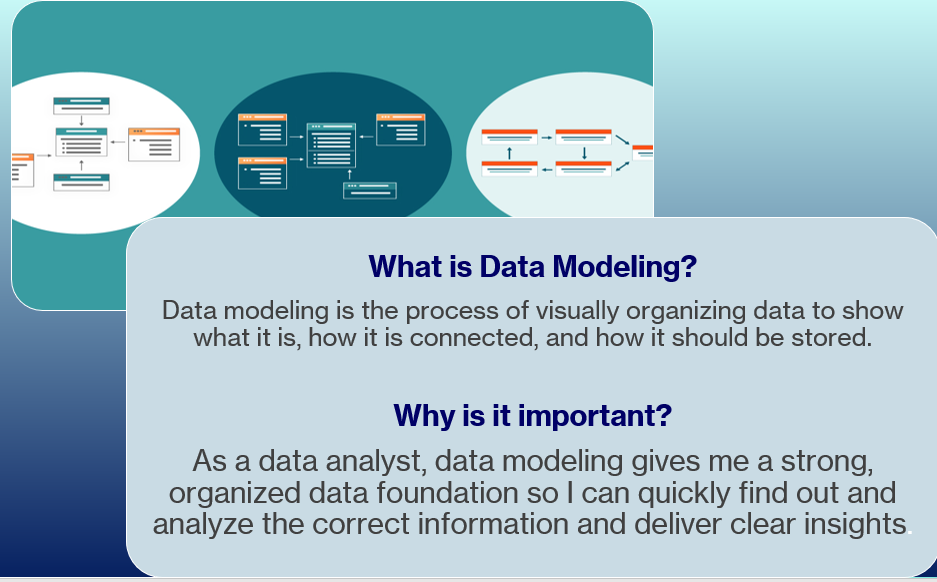 What is Data Modeling?
Data modeling is the process of visually organizing data to show
what it is, how it is connected, and how it should be stored.
Why is it important?
As a data analyst, data modeling gives me a strong,
organized data foundation so I can quickly find out and
analyze the correct information and deliver clear insights.